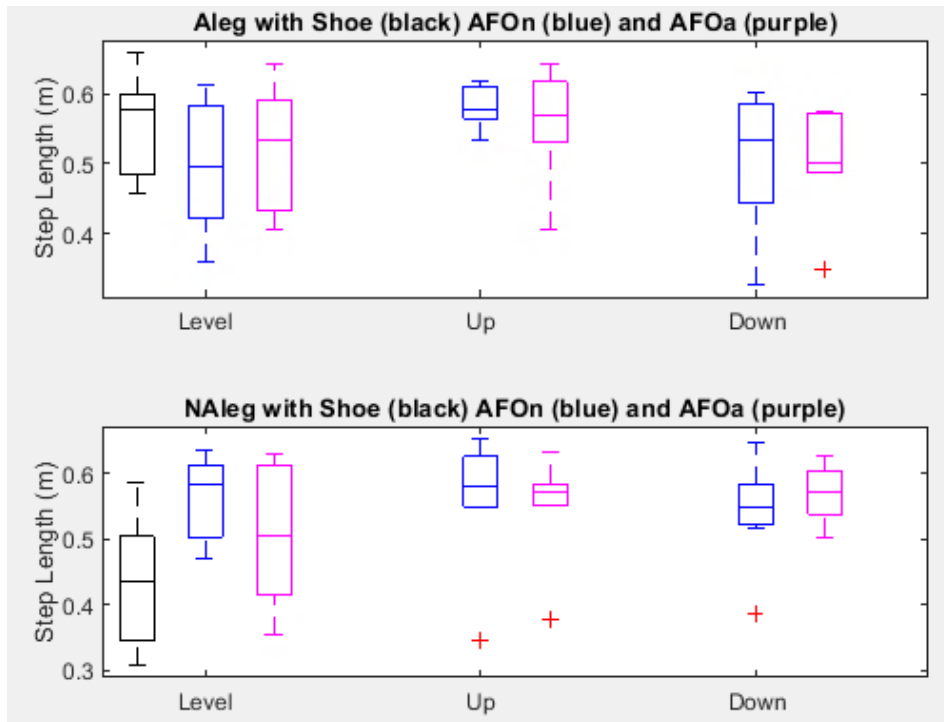 Aleg with Shoe (black) AFOn (blue) and AFOa (purple)
Step Length (m)
0.6
0.5
0.4
Level Up Down
NAleg with Shoe (black) AFOn (blue) and AFOa (purple)
Step Length (m)
0.6
0.5
0.4
0.3
Level Up Down